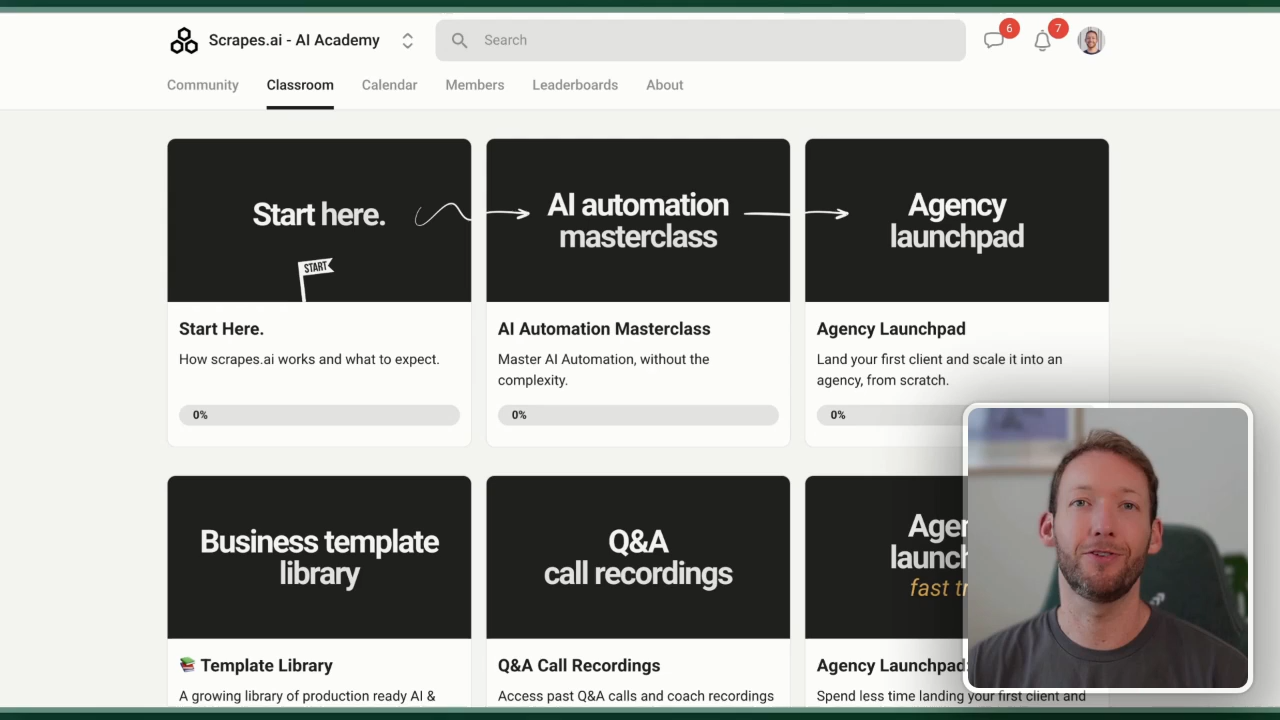 Scrapes.ai - AI Academy
Search
6
7
Community
Classroom
Calendar
Members
Leaderboards
About
Start here.
START
AI automation
masterclass
Agency
launchpad
Start Here.
How scrapes.ai works and what to expect.
0%
AI Automation Masterclass
Master AI Automation, without the
complexity.
0%
Agency Launchpad
Land your first client and scale it into an
agency, from scratch.
0%
Business template
library
Q&A
call recordings
Agen
launch
fast tr
Template Library
A growing library of production ready AI &
Q&A Call Recordings
Access past Q&A calls and coach recordings
Agency Launchpad:
Spend less time landing your first client and